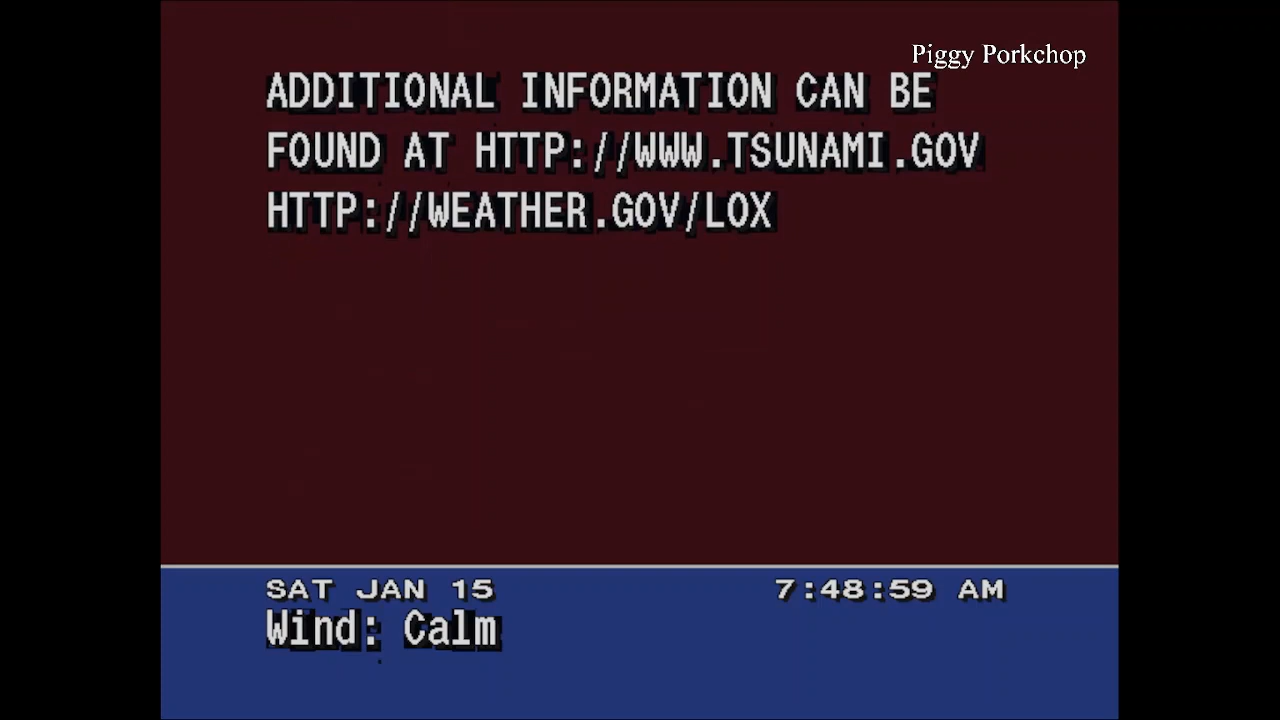 Piggy Porkchop
ADDITIONAL INFORMATION CAN BE
FOUND AT HTTP://WWW.TSUNAMI.GOV
HTTP://WEATHER.GOV/LOX
SAT JAN 15 7:48:59 AM
Wind: Calm